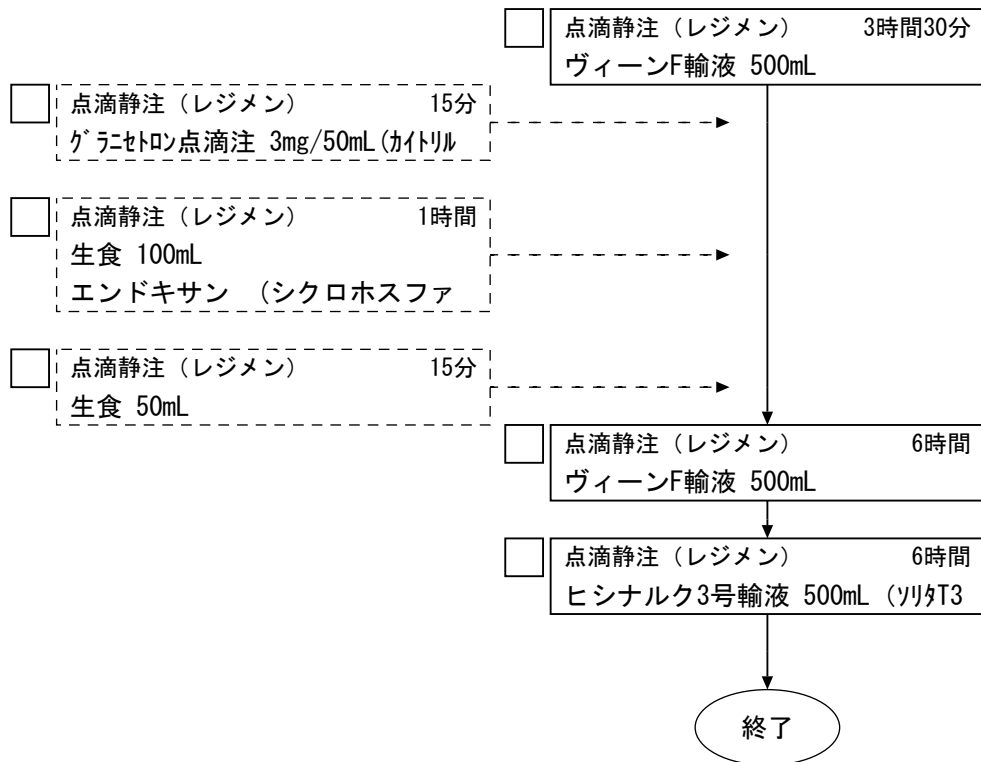 点滴静注（レジメン） 3時間30分
ヴィーンF輸液 500mL
点滴静注（レジメン） 15分
ｸﾞﾗﾆｾﾄﾛﾝ点滴注 3mg/50mL(ｶｲﾄﾘﾙ
点滴静注（レジメン） 1時間
生食 100mL
エンドキサン （シクロホスファ
点滴静注（レジメン） 15分
生食 50mL
点滴静注（レジメン） 6時間
ヴィーンF輸液 500mL
点滴静注（レジメン） 6時間
ヒシナルク3号輸液 500mL（ｿﾘﾀT3
終了